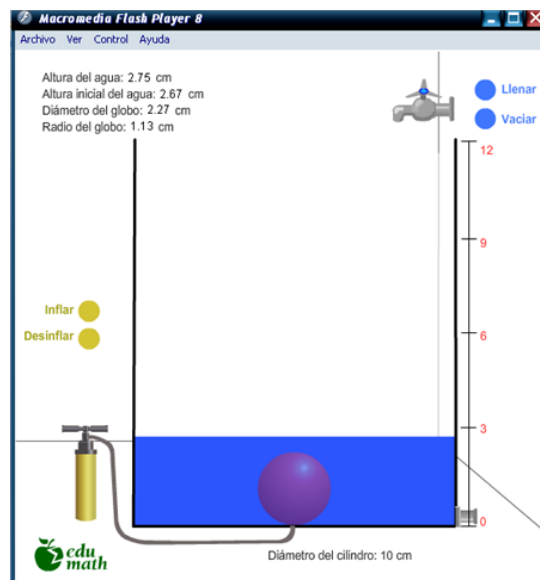 Macromedia Flash Player 8
Archivo Ver Control Ayuda
Altura del agua: 2.75 cm
Altura inicial del agua: 2.67 cm
Diámetro del globo: 2.27 cm
Radio del globo: 1.13 cm
Llenar
Vaciar
12
9
6
3
0
Inflar
Desinflar
edu
math
Diámetro del cilindro: 10 cm